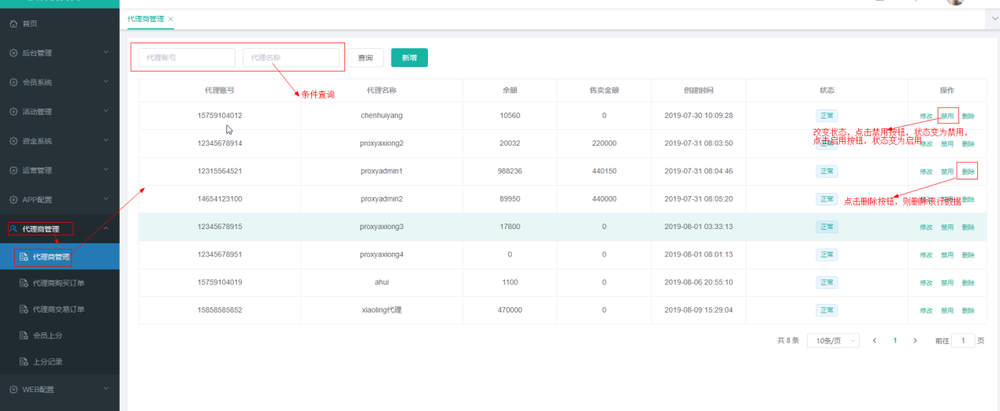 代理商管理 ×
首页
后台管理
会员系统
活动管理
资金系统
运营管理
APP配置
代理商管理
代理商管理
代理商购买订单
代理商交易订单
会员上分
上分记录
WEB配置
代理账号 代理名称 查询 新增
条件查询
代理账号 代理名称 余额 售卖金额 创建时间 状态 操作
15759104012 chenhuiyang 10560 0 2019-07-30 10:09:28 正常 修改 禁用 删除
改变状态，点击禁用按钮，状态变为禁用，
点击启用按钮，状态变为启用
12345678914 proxyaxiong2 20032 220000 2019-07-31 08:03:50 正常 修改 禁用 删除
12315564521 proxyadmin1 988236 440150 2019-07-31 08:04:46 正常 修改 禁用 删除
14654123100 proxyadmin2 89950 440000 2019-07-31 08:05:20 正常 修改 禁用 删除
点击删除按钮，则删除该行数据
12345678915 proxyaxiong3 17800 0 2019-08-01 03:33:13 正常 修改 禁用 删除
12345678951 proxyaxiong4 0 0 2019-08-01 08:01:13 正常 修改 禁用 删除
15759104019 ahui 1100 0 2019-08-06 20:55:10 正常 修改 禁用 删除
15858585852 xiaoling代理 470000 0 2019-08-09 15:29:04 正常 修改 禁用 删除
共 8 条 10条/页 1 前往 1 页